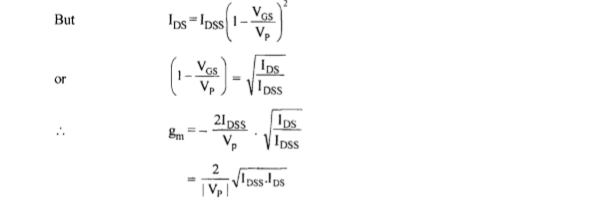 But I_DS = I_DSS (1 - V_GS / V_P)^2
or (1 - V_GS / V_P) = √(I_DS / I_DSS)
∴ g_m = - 2I_DSS / V_p · √(I_DS / I_DSS)
= 2 / |V_P| √(I_DSS.I_DS)